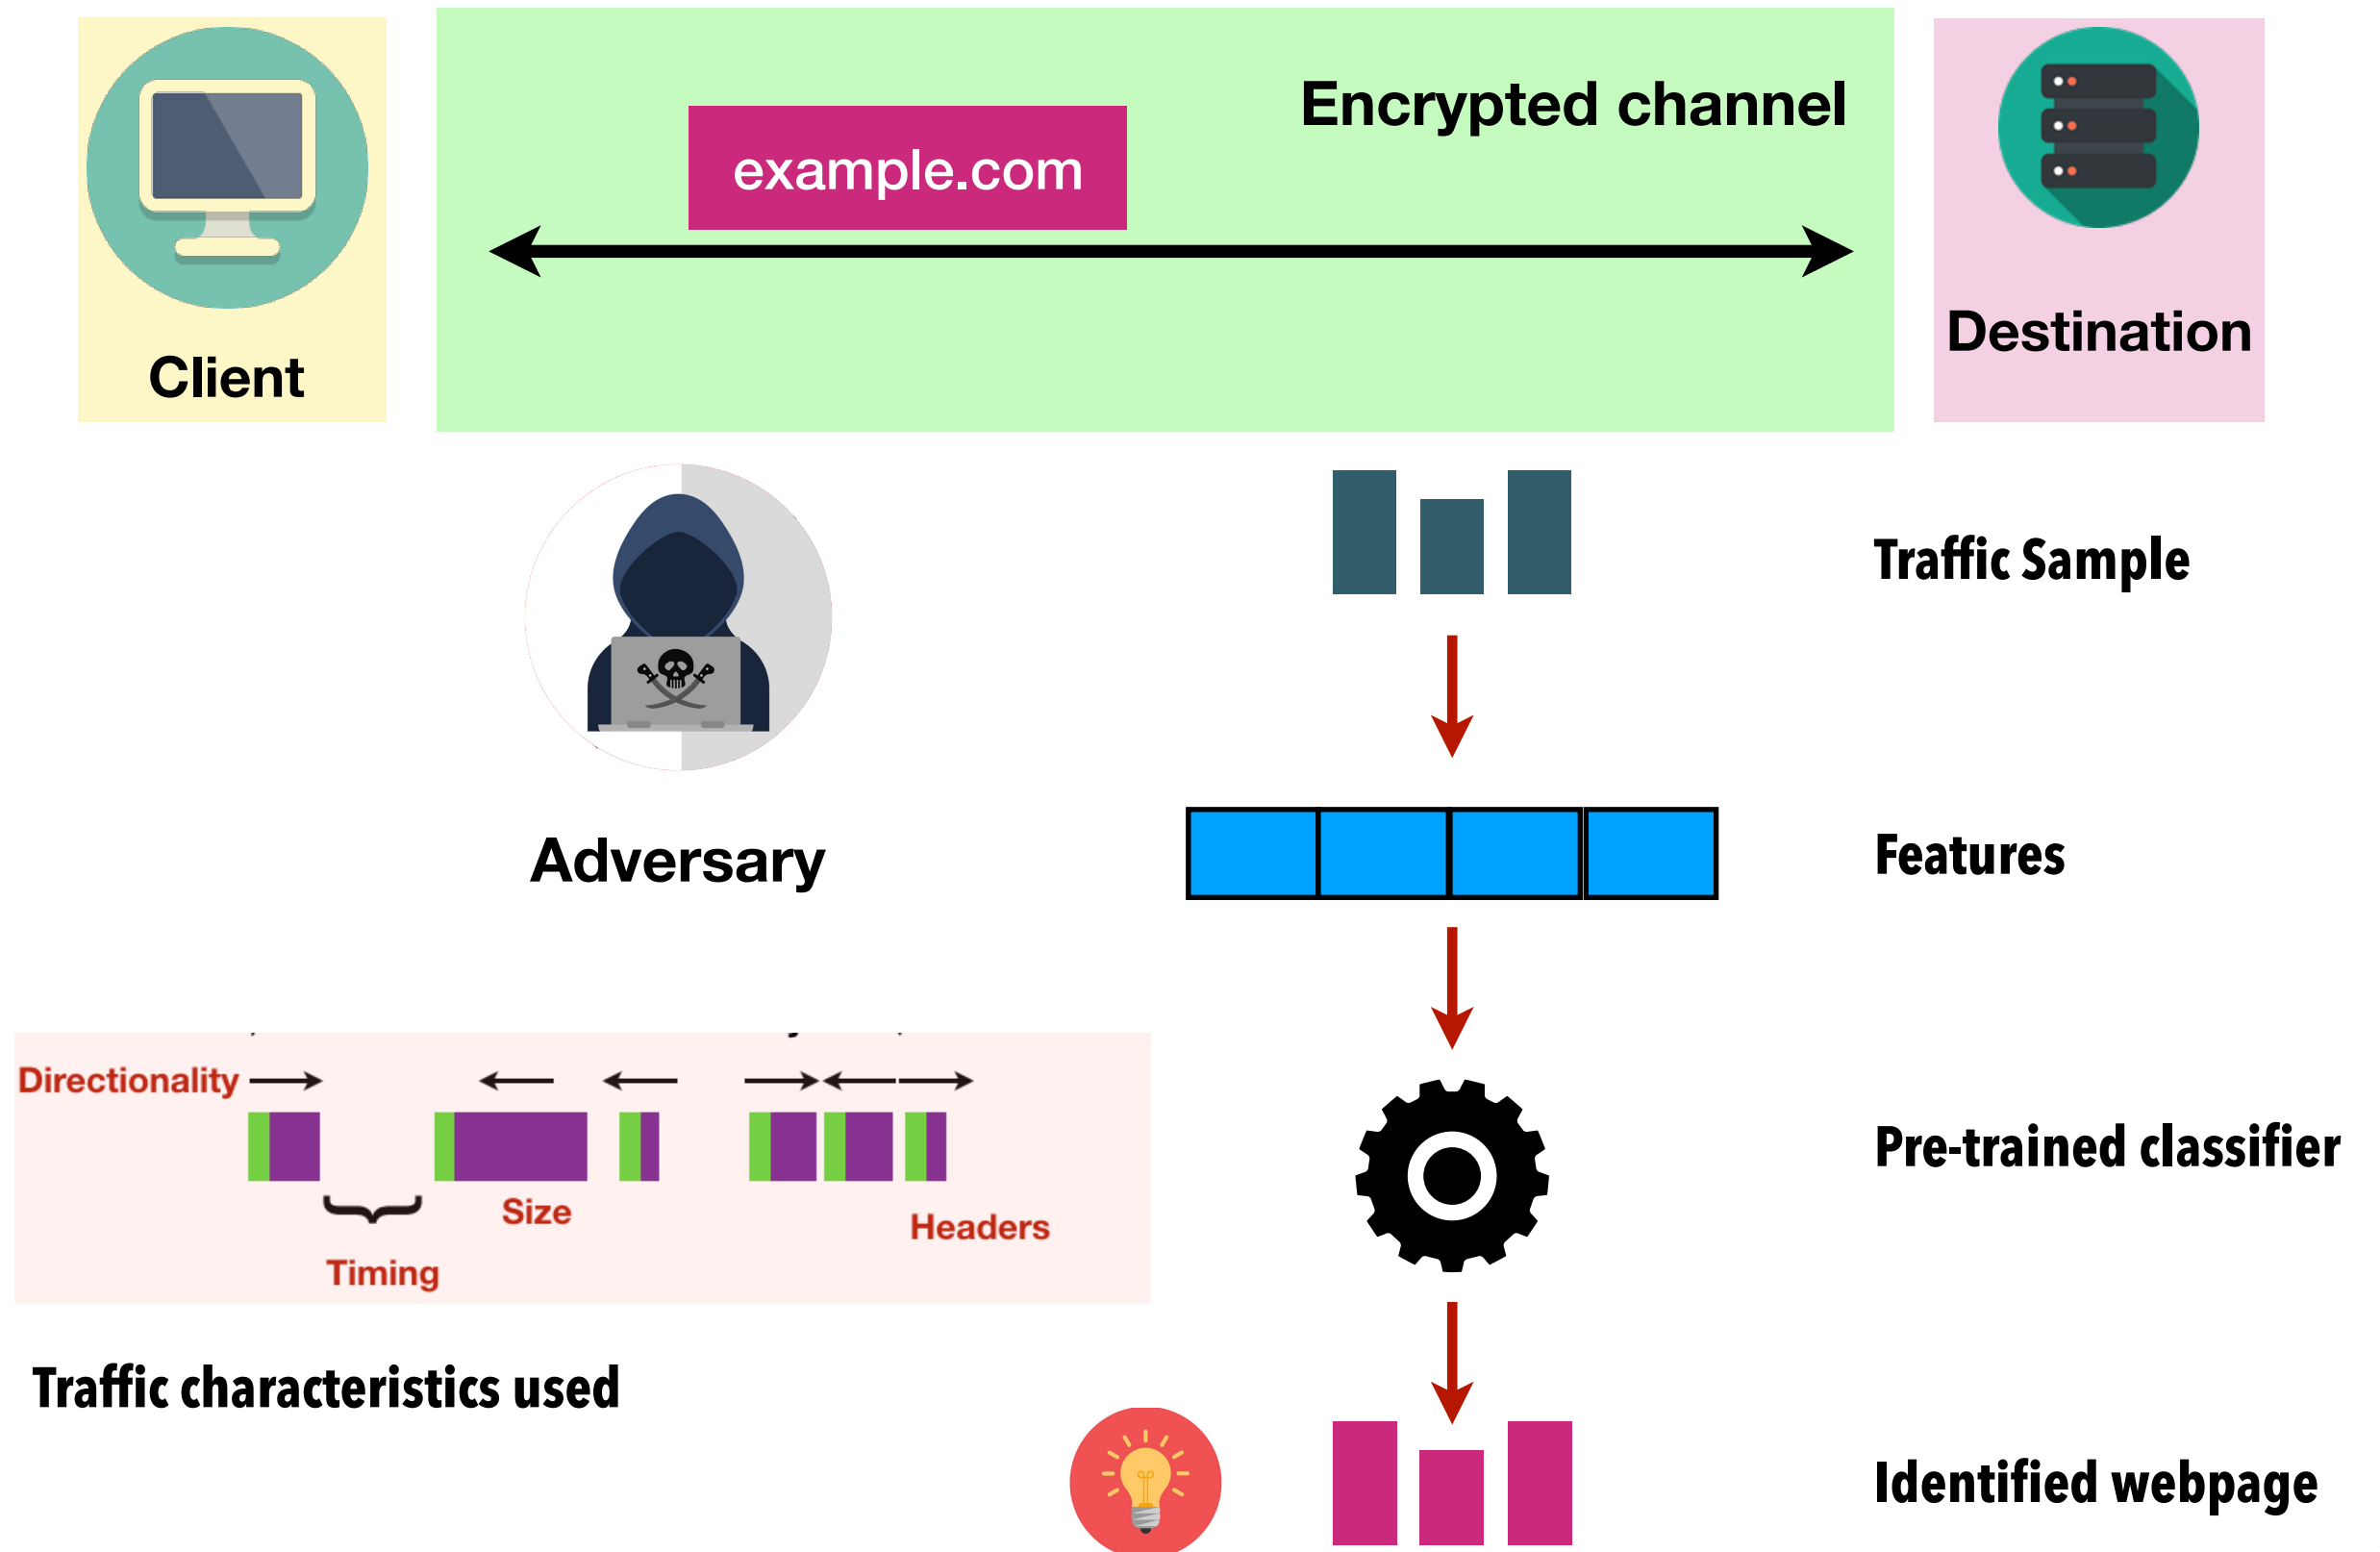 Encrypted channel
example.com
Client
Destination
Traffic Sample
Adversary
Features
Directionality
Size
Headers
Timing
Pre-trained classifier
Traffic characteristics used
Identified webpage